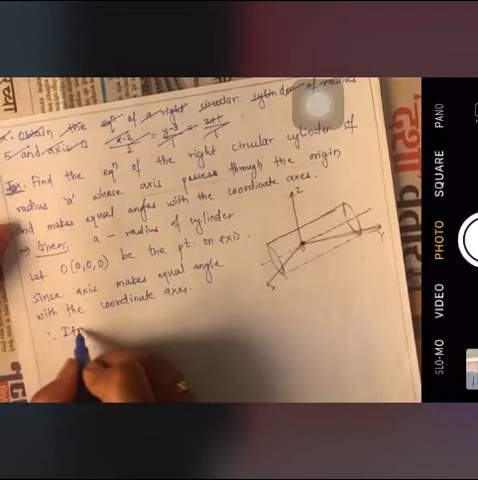 Ex. Obtain the eqn of a right circular cylinder of radius
5 and axis is x-2/2 = y-3/1 = z+1/1
Ex. Find the eqn of the right circular cylinder of
radius 'a' whose axis passess through the origin
and makes equal angles with the coordinate axes.
⇒ Given: a - radius of cylinder
Let O(0,0,0) be the pt. on axis.
Since axis makes equal angle
with the coordinate axes.
∴ It
Z
Y
X
SLO-MO VIDEO PHOTO SQUARE PANO